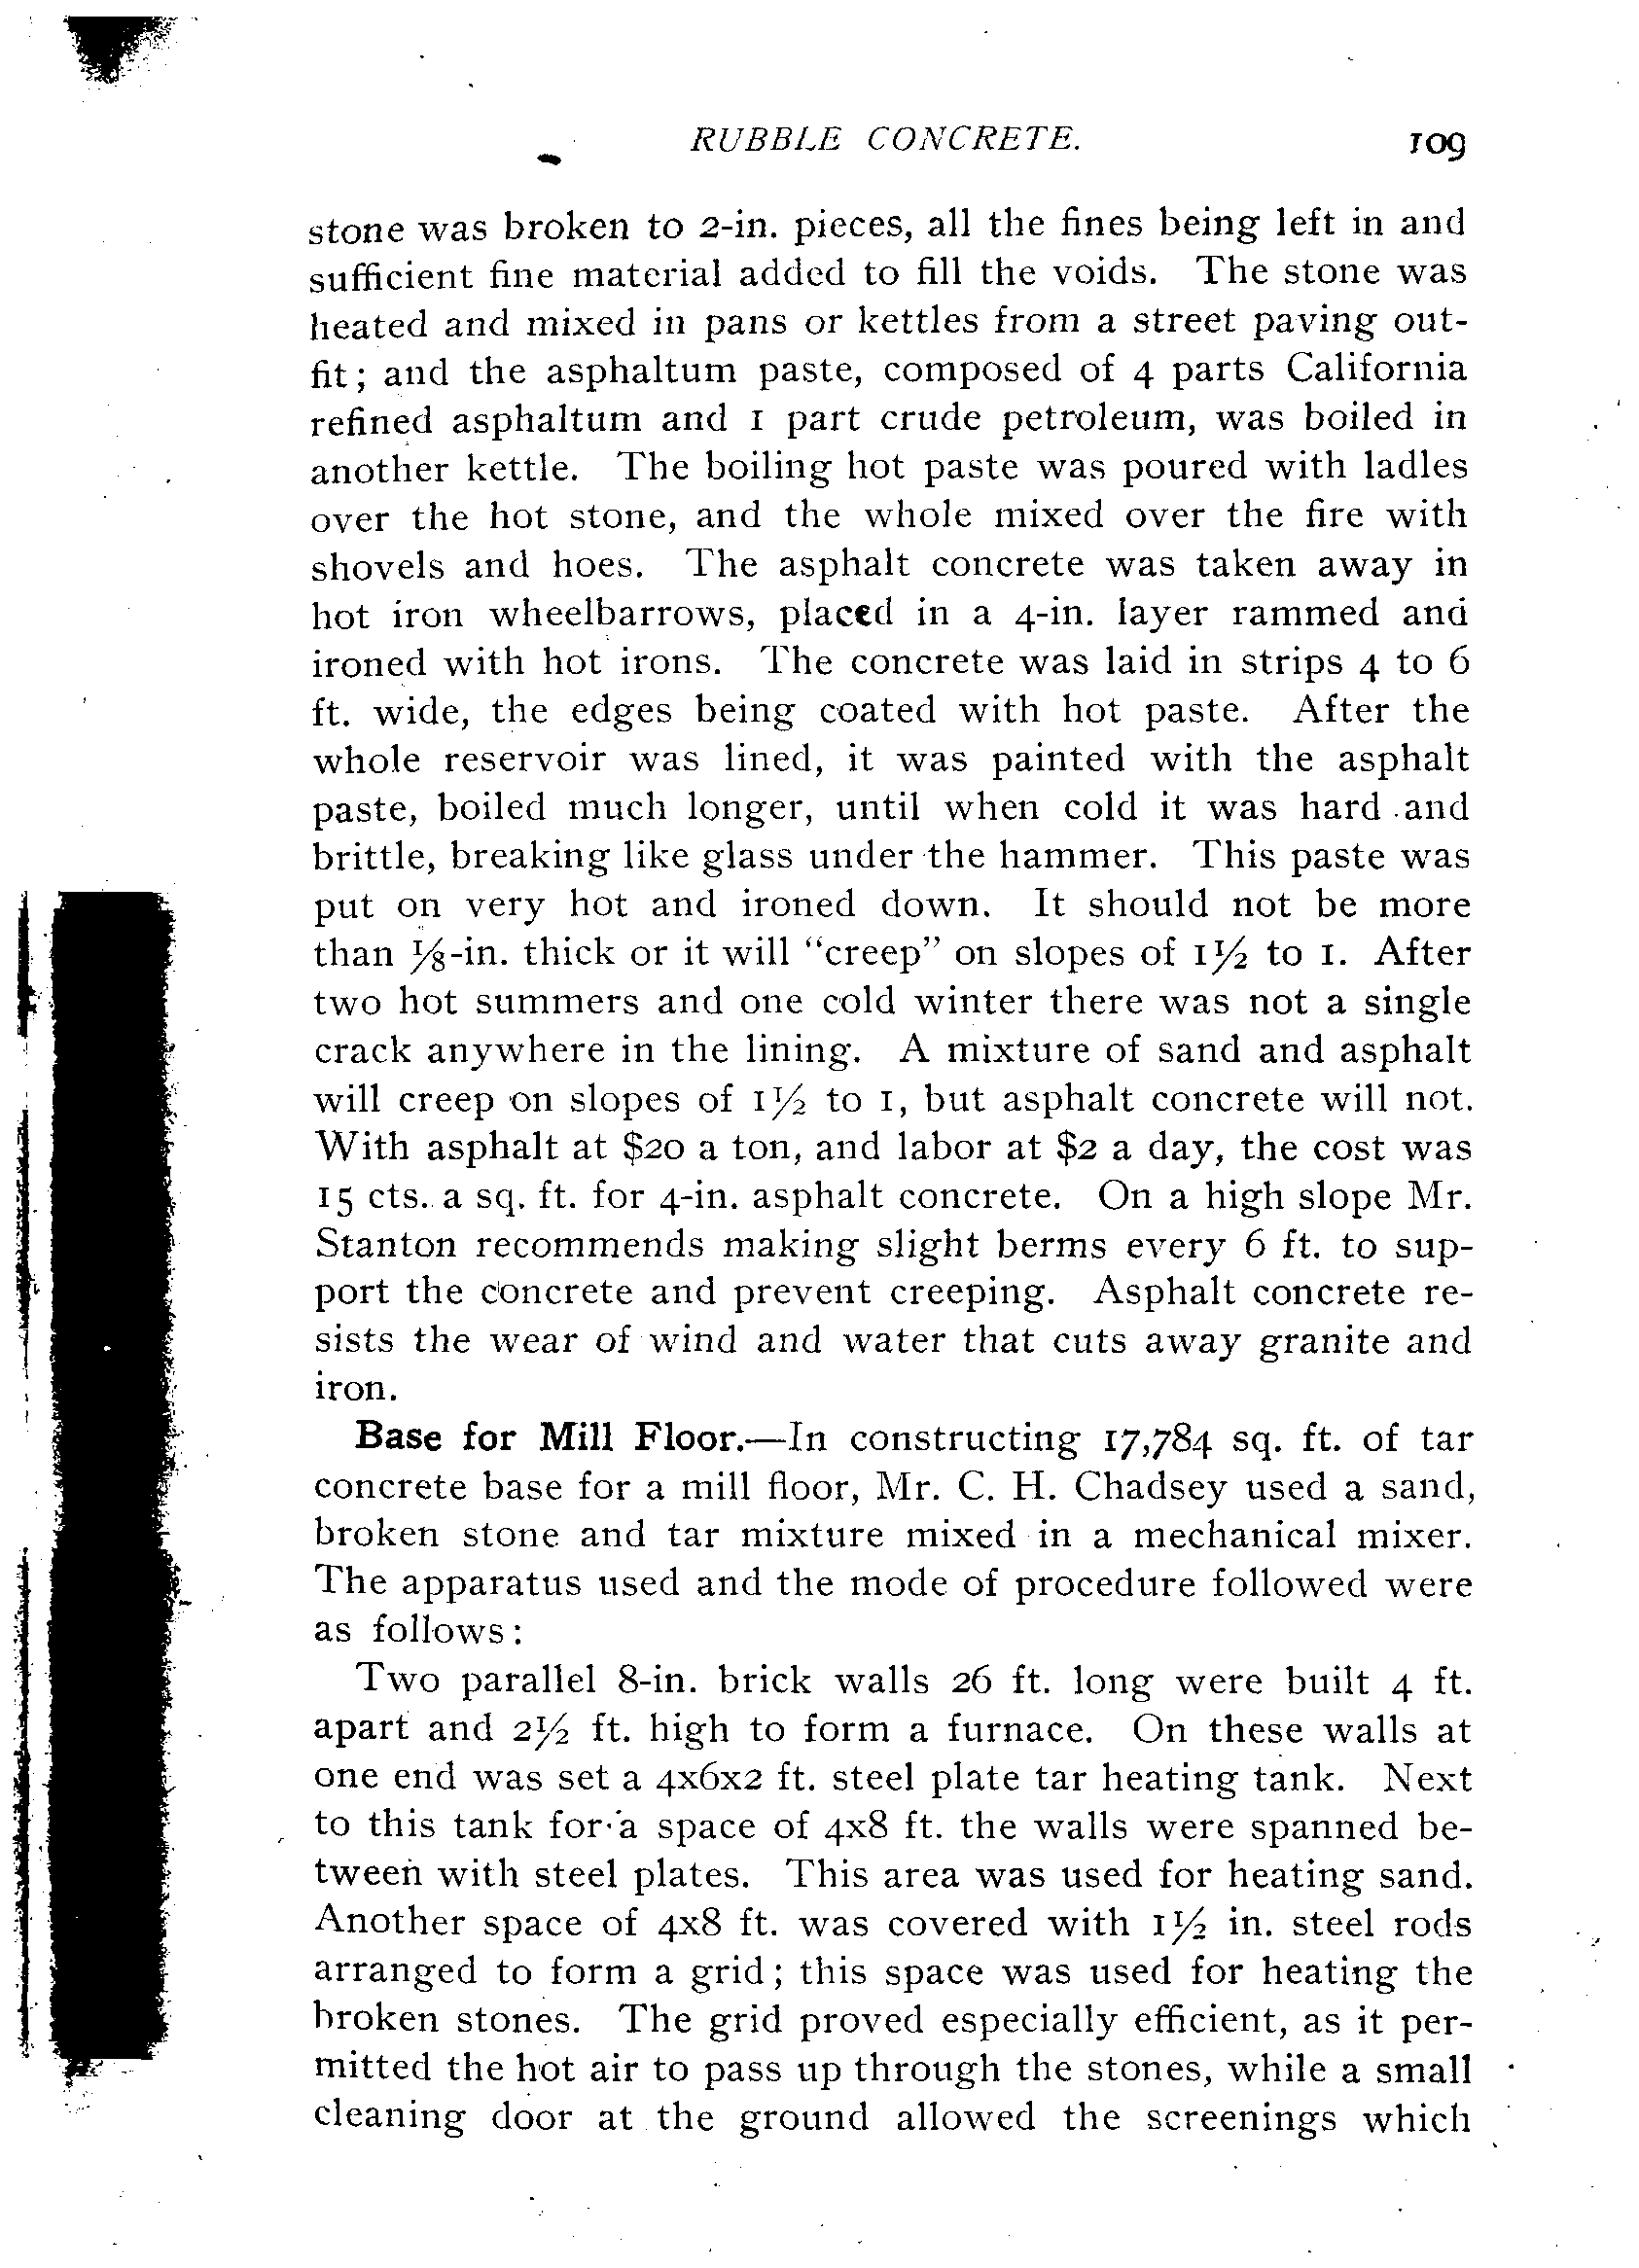 RUBBLE CONCRETE. 109
stone was broken to 2-in. pieces, all the fines being left in and
sufficient fine material added to fill the voids. The stone was
heated and mixed in pans or kettles from a street paving out-
fit; and the asphaltum paste, composed of 4 parts California
refined asphaltum and 1 part crude petroleum, was boiled in
another kettle. The boiling hot paste was poured with ladles
over the hot stone, and the whole mixed over the fire with
shovels and hoes. The asphalt concrete was taken away in
hot iron wheelbarrows, placed in a 4-in. layer rammed and
ironed with hot irons. The concrete was laid in strips 4 to 6
ft. wide, the edges being coated with hot paste. After the
whole reservoir was lined, it was painted with the asphalt
paste, boiled much longer, until when cold it was hard and
brittle, breaking like glass under the hammer. This paste was
put on very hot and ironed down. It should not be more
than ⅛-in. thick or it will "creep" on slopes of 1½ to 1. After
two hot summers and one cold winter there was not a single
crack anywhere in the lining. A mixture of sand and asphalt
will creep on slopes of 1½ to 1, but asphalt concrete will not.
With asphalt at $20 a ton, and labor at $2 a day, the cost was
15 cts. a sq. ft. for 4-in. asphalt concrete. On a high slope Mr.
Stanton recommends making slight berms every 6 ft. to sup-
port the concrete and prevent creeping. Asphalt concrete re-
sists the wear of wind and water that cuts away granite and
iron.
Base for Mill Floor.—In constructing 17,784 sq. ft. of tar
concrete base for a mill floor, Mr. C. H. Chadsey used a sand,
broken stone and tar mixture mixed in a mechanical mixer.
The apparatus used and the mode of procedure followed were
as follows:
Two parallel 8-in. brick walls 26 ft. long were built 4 ft.
apart and 2½ ft. high to form a furnace. On these walls at
one end was set a 4x6x2 ft. steel plate tar heating tank. Next
to this tank for a space of 4x8 ft. the walls were spanned be-
tween with steel plates. This area was used for heating sand.
Another space of 4x8 ft. was covered with 1½ in. steel rods
arranged to form a grid; this space was used for heating the
broken stones. The grid proved especially efficient, as it per-
mitted the hot air to pass up through the stones, while a small
cleaning door at the ground allowed the screenings which